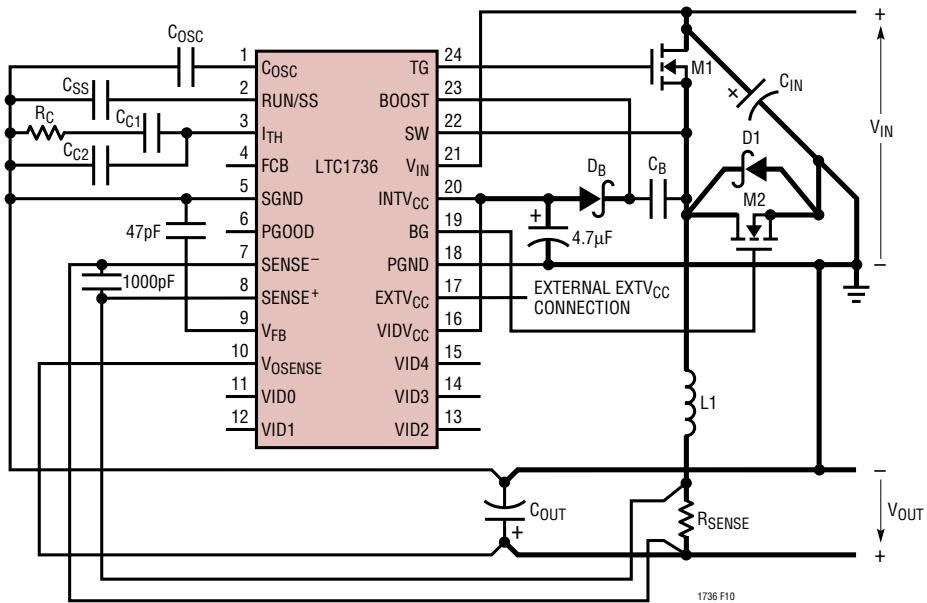 C_OSC
1
C_OSC
C_SS
2
RUN/SS
R_C
C_C1
3
I_TH
C_C2
4
FCB
LTC1736
5
SGND
47pF
6
PGOOD
7
SENSE⁻
1000pF
8
SENSE⁺
9
V_FB
10
V_OSENSE
11
VID0
12
VID1
TG
24
BOOST
23
SW
22
V_IN
21
INTV_CC
20
BG
19
PGND
18
EXTV_CC
17
VIDV_CC
16
VID4
15
VID3
14
VID2
13
M1
+
C_IN
+
V_IN
−
D1
M2
D_B
C_B
+
4.7µF
EXTERNAL EXTV_CC
CONNECTION
L1
C_OUT
+
R_SENSE
−
V_OUT
+
1736 F10